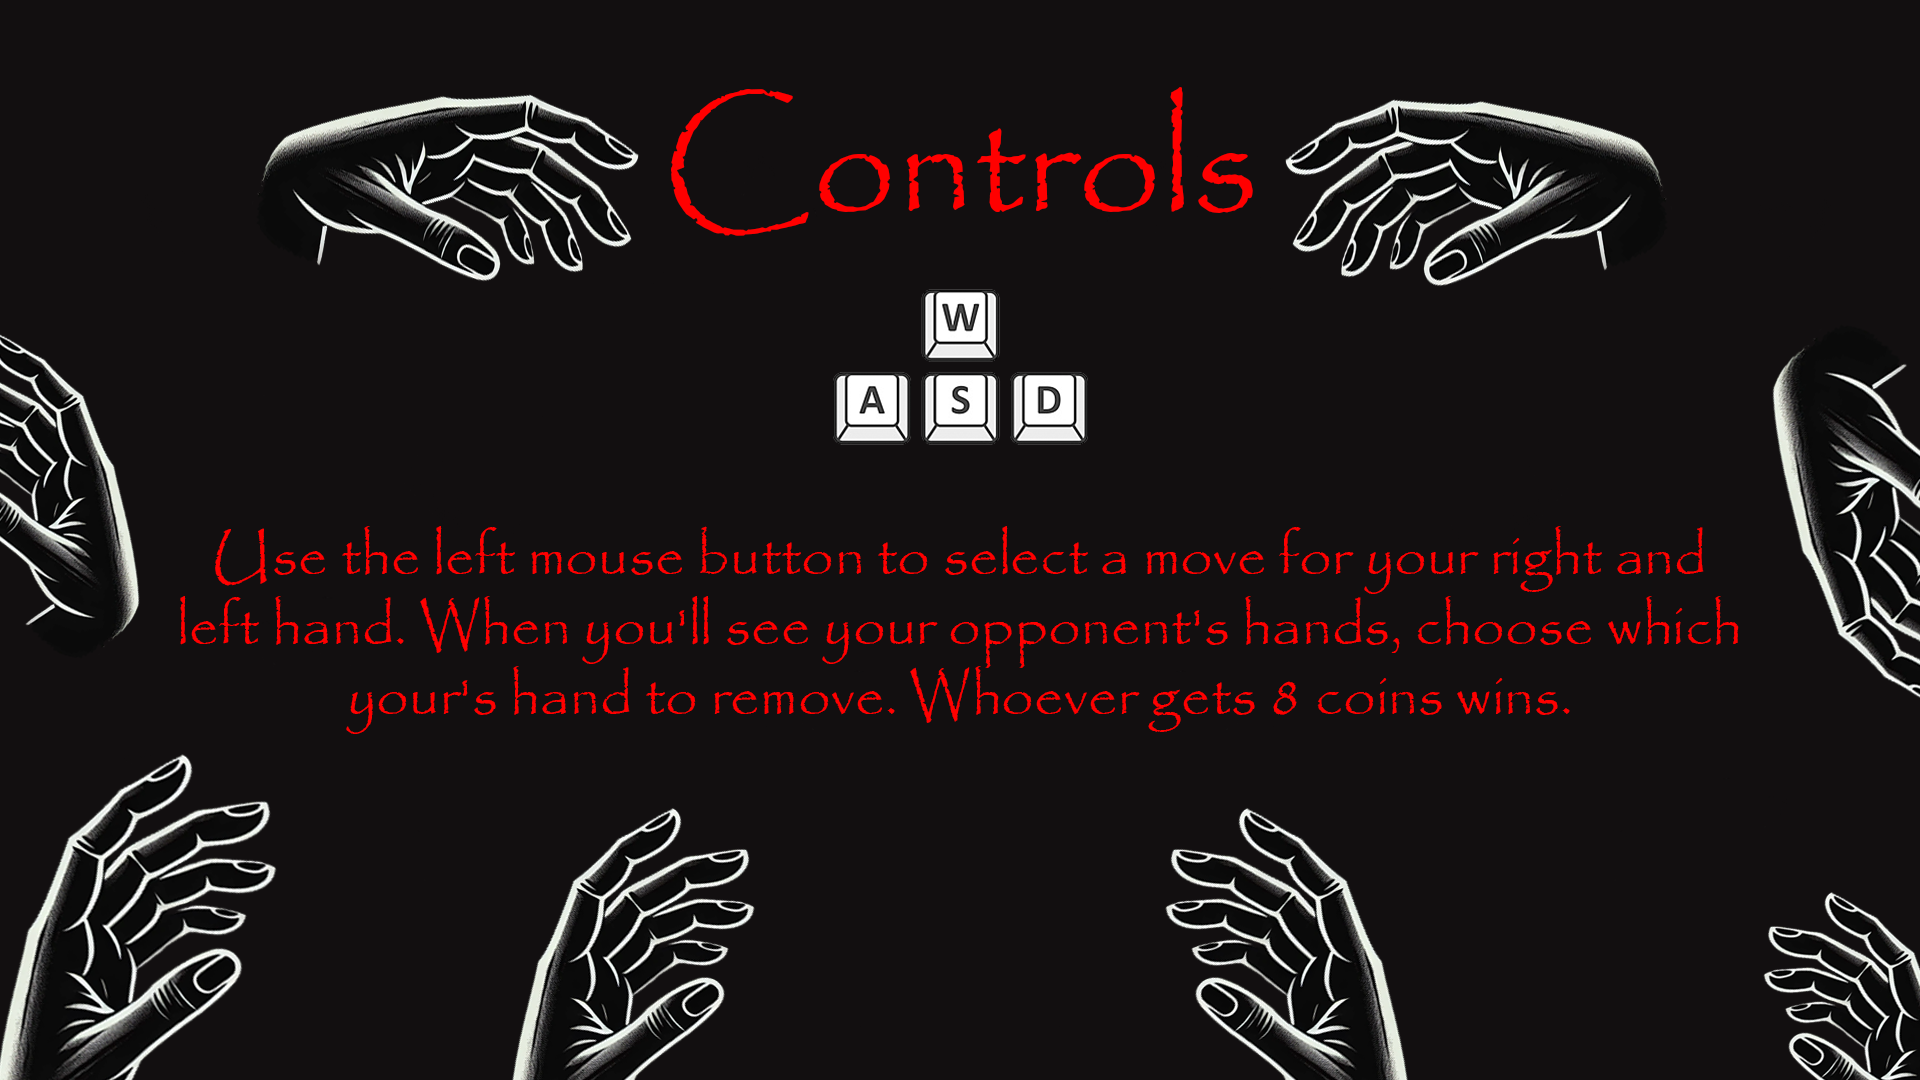 Controls
W
A S D
Use the left mouse button to select a move for your right and
left hand. When you'll see your opponent's hands, choose which
your's hand to remove. Whoever gets 8 coins wins.